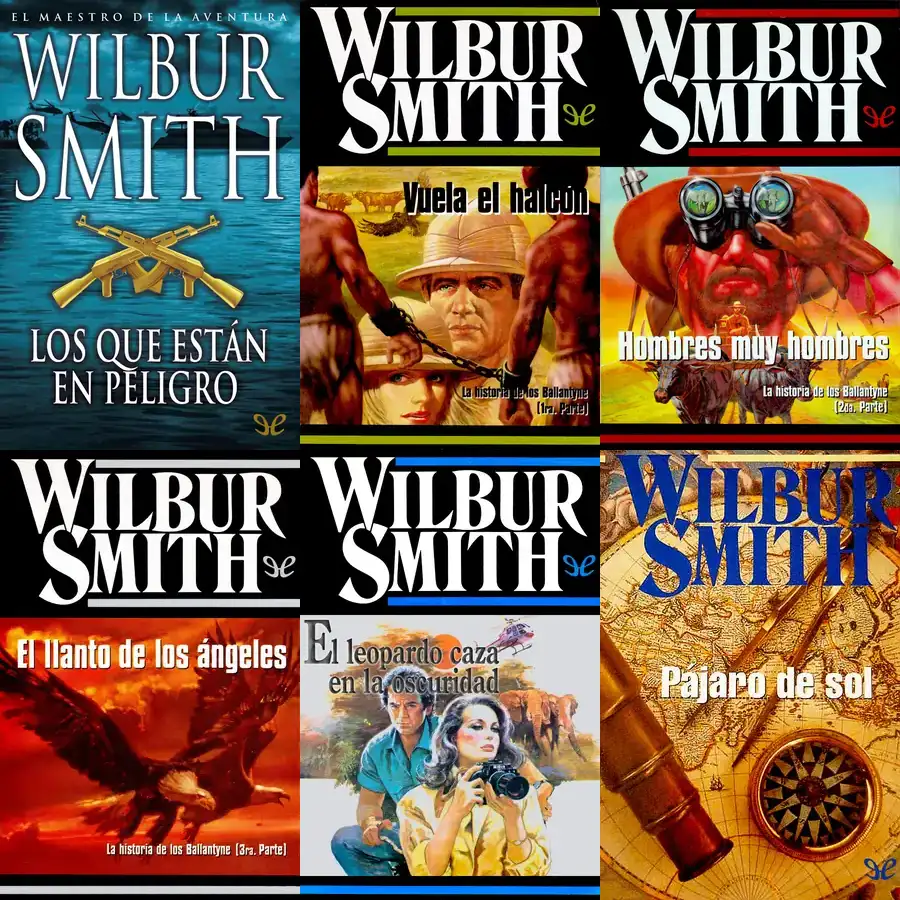 EL MAESTRO DE LA AVENTURA
WILBUR
SMITH
LOS QUE ESTÁN
EN PELIGRO
WILBUR
SMITH
Vuela el halcón
La historia de los Ballantyne
(1ra. Parte)
WILBUR
SMITH
Hombres muy hombres
La historia de los Ballantyne
(2da. Parte)
WILBUR
SMITH
El llanto de los ángeles
La historia de los Ballantyne (3ra. Parte)
WILBUR
SMITH
El leopardo caza
en la oscuridad
WILBUR
SMITH
Pájaro de sol